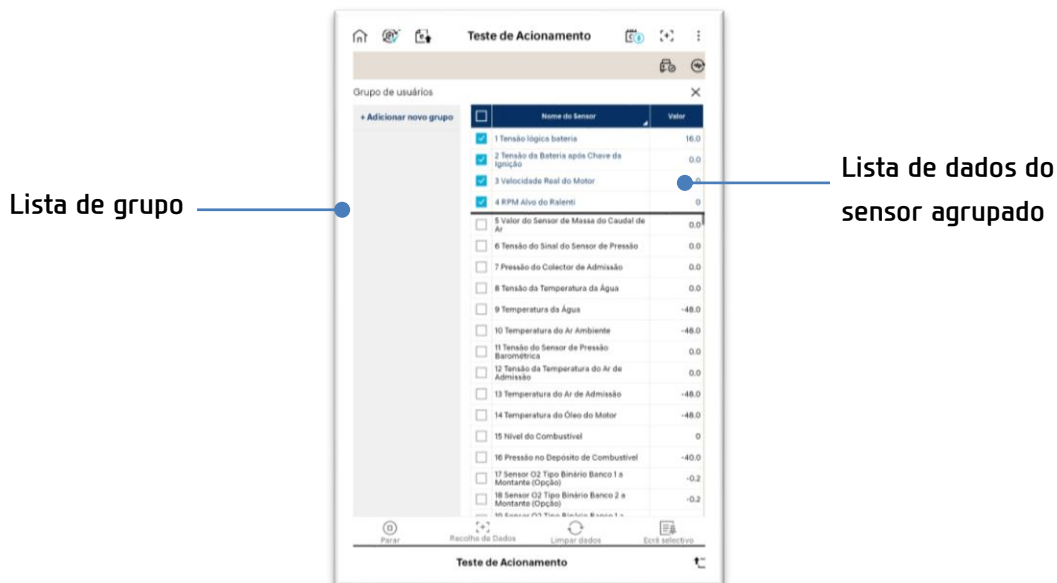 Teste de Acionamento
Grupo de usuários
+ Adicionar novo grupo
Nome do Sensor Valor
1 Tensão lógica bateria 16.0
2 Tensão da Bateria após Chave da
Ignição 0.0
3 Velocidade Real do Motor 0
4 RPM Alvo do Ralenti 0
5 Valor do Sensor de Massa do Caudal de
Ar 0.0
6 Tensão do Sinal do Sensor de Pressão 0.0
7 Pressão do Colector de Admissão 0.0
8 Tensão da Temperatura da Água 0.0
9 Temperatura da Água -48.0
10 Temperatura do Ar Ambiente -48.0
11 Tensão do Sensor de Pressão
Barométrica 0.0
12 Tensão da Temperatura do Ar de
Admissão 0.0
13 Temperatura do Ar de Admissão -48.0
14 Temperatura do Óleo do Motor -48.0
15 Nível do Combustível 0
16 Pressão no Depósito de Combustível -40.0
17 Sensor O2 Tipo Binário Banco 1 a
Montante (Opção) -0.2
18 Sensor O2 Tipo Binário Banco 2 a
Montante (Opção) -0.2
19 Sensor O2 Tipo Binário Banco 1 a
Parar
Recolha de Dados
Limpar dados
Ecrã selectivo
Teste de Acionamento
Lista de grupo
Lista de dados do
sensor agrupado